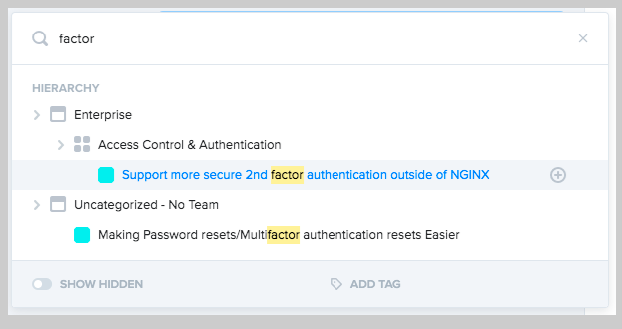 factor
HIERARCHY
Enterprise
Access Control & Authentication
Support more secure 2nd factor authentication outside of NGINX
Uncategorized - No Team
Making Password resets/Multifactor authentication resets Easier
SHOW HIDDEN
ADD TAG